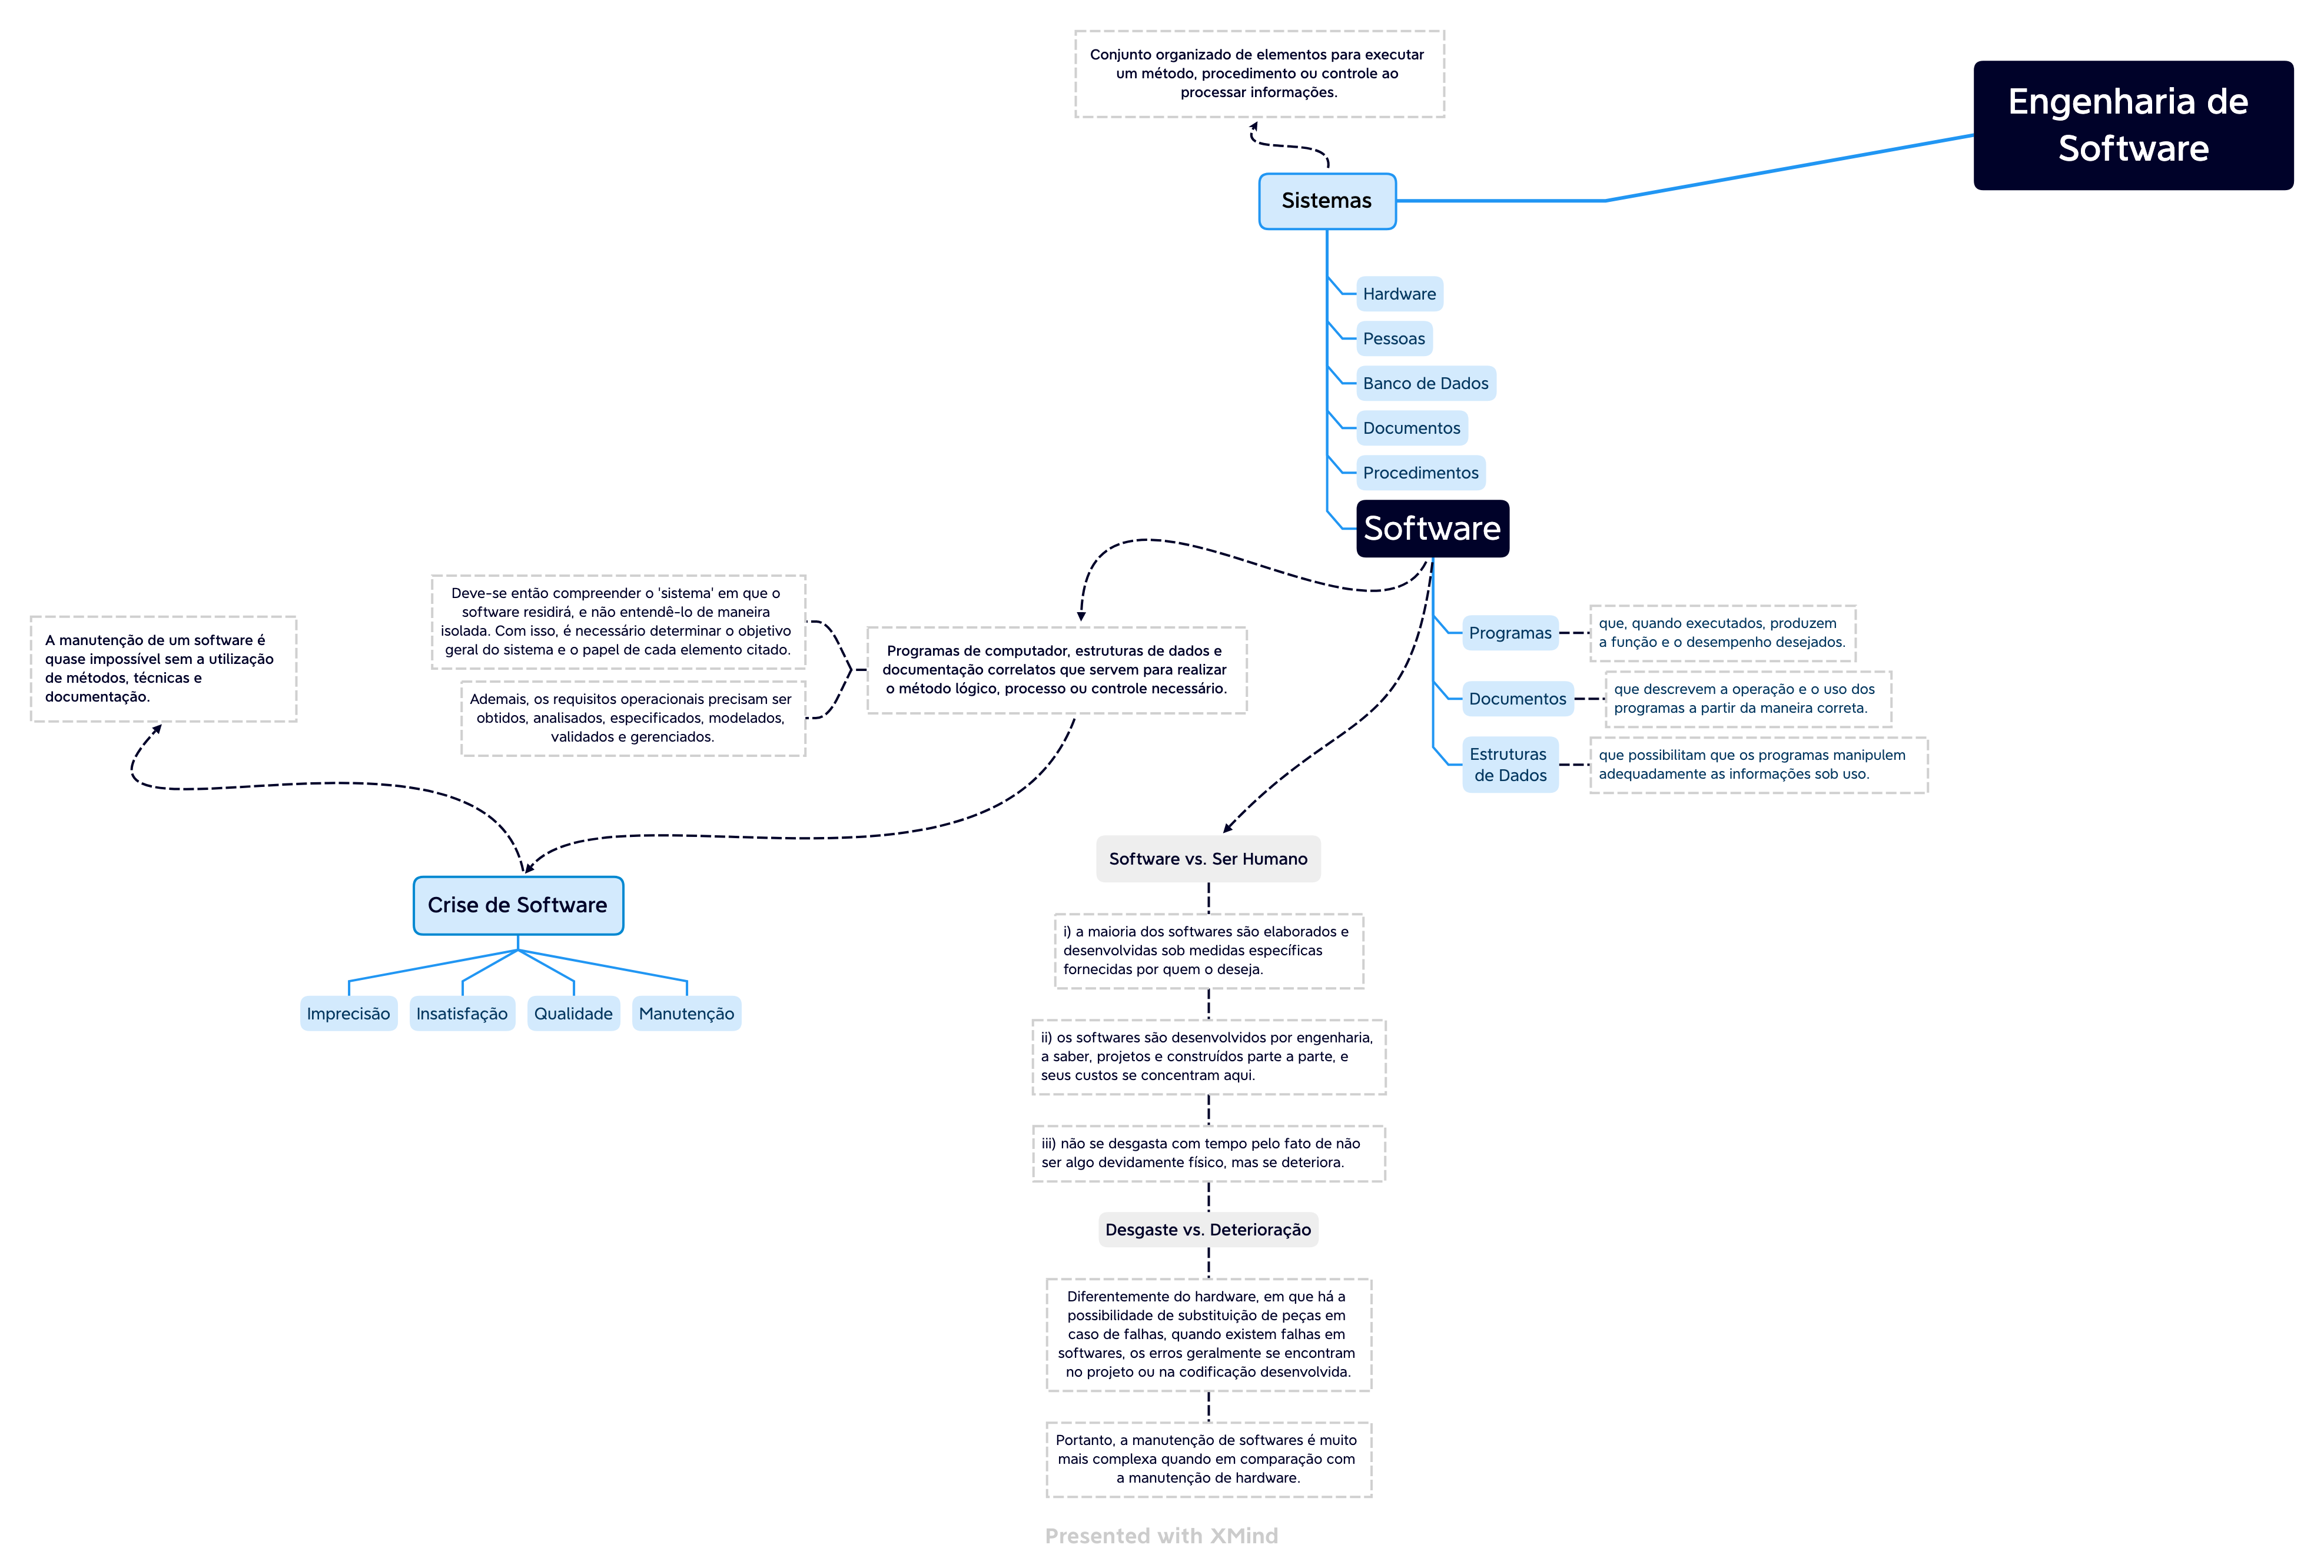 Engenharia de
Software
Conjunto organizado de elementos para executar
um método, procedimento ou controle ao
processar informações.
Sistemas
Hardware
Pessoas
Banco de Dados
Documentos
Procedimentos
Software
Programas
que, quando executados, produzem
a função e o desempenho desejados.
Documentos
que descrevem a operação e o uso dos
programas a partir da maneira correta.
Estruturas
de Dados
que possibilitam que os programas manipulem
adequadamente as informações sob uso.
Programas de computador, estruturas de dados e
documentação correlatos que servem para realizar
o método lógico, processo ou controle necessário.
Deve-se então compreender o 'sistema' em que o
software residirá, e não entendê-lo de maneira
isolada. Com isso, é necessário determinar o objetivo
geral do sistema e o papel de cada elemento citado.
Ademais, os requisitos operacionais precisam ser
obtidos, analisados, especificados, modelados,
validados e gerenciados.
A manutenção de um software é
quase impossível sem a utilização
de métodos, técnicas e
documentação.
Crise de Software
Imprecisão
Insatisfação
Qualidade
Manutenção
Software vs. Ser Humano
i) a maioria dos softwares são elaborados e
desenvolvidas sob medidas específicas
fornecidas por quem o deseja.
ii) os softwares são desenvolvidos por engenharia,
a saber, projetos e construídos parte a parte, e
seus custos se concentram aqui.
iii) não se desgasta com tempo pelo fato de não
ser algo devidamente físico, mas se deteriora.
Desgaste vs. Deterioração
Diferentemente do hardware, em que há a
possibilidade de substituição de peças em
caso de falhas, quando existem falhas em
softwares, os erros geralmente se encontram
no projeto ou na codificação desenvolvida.
Portanto, a manutenção de softwares é muito
mais complexa quando em comparação com
a manutenção de hardware.
Presented with XMind